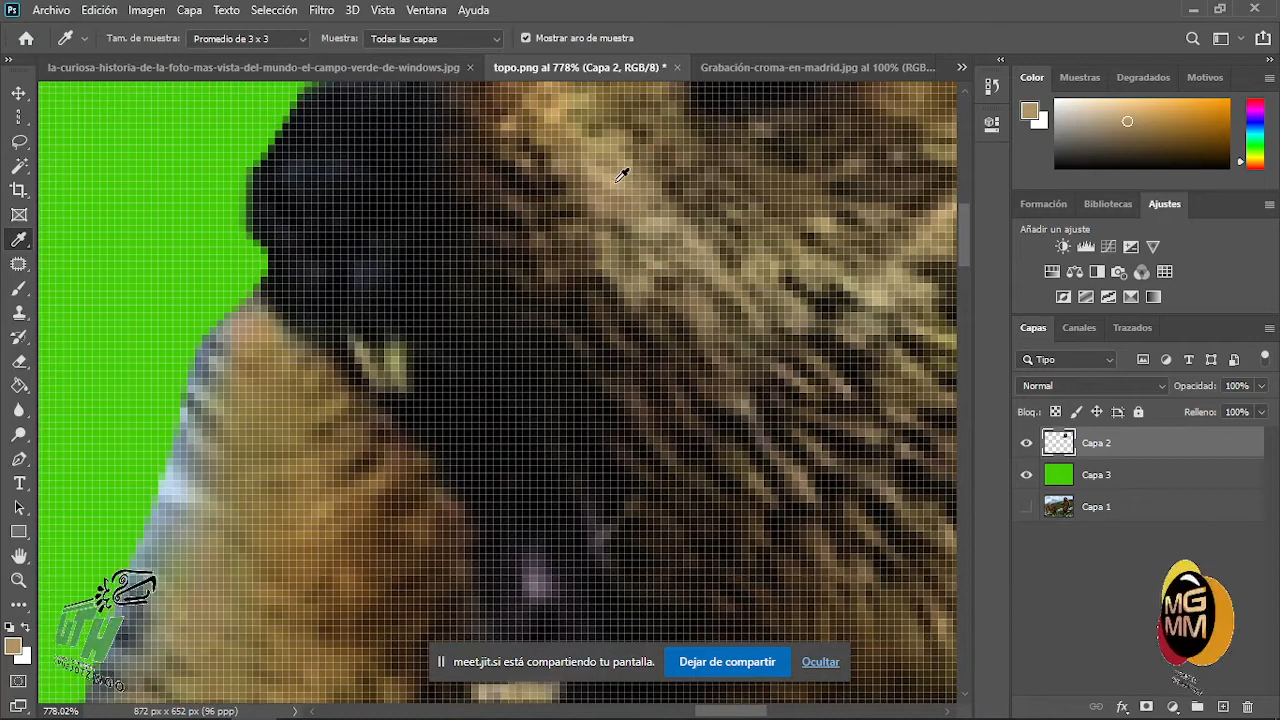 Ps Archivo Edición Imagen Capa Texto Selección Filtro 3D Vista Ventana Ayuda
Tam. de muestra: Promedio de 3 x 3 Muestra: Todas las capas Mostrar aro de muestra
la-curiosa-historia-de-la-foto-mas-vista-del-mundo-el-campo-verde-de-windows.jpg × topo.png al 778% (Capa 2, RGB/8) * × Grabación-croma-en-madrid.jpg al 100% (RGB...
Color Muestras Degradados Motivos
Formación Bibliotecas Ajustes
Añadir un ajuste
Capas Canales Trazados
Tipo
Normal Opacidad: 100%
Bloq.: Relleno: 100%
Capa 2
Capa 3
Capa 1
MG
MM
meet.jit.si está compartiendo tu pantalla. Dejar de compartir Ocultar
778.02% 872 px x 652 px (96 ppp)